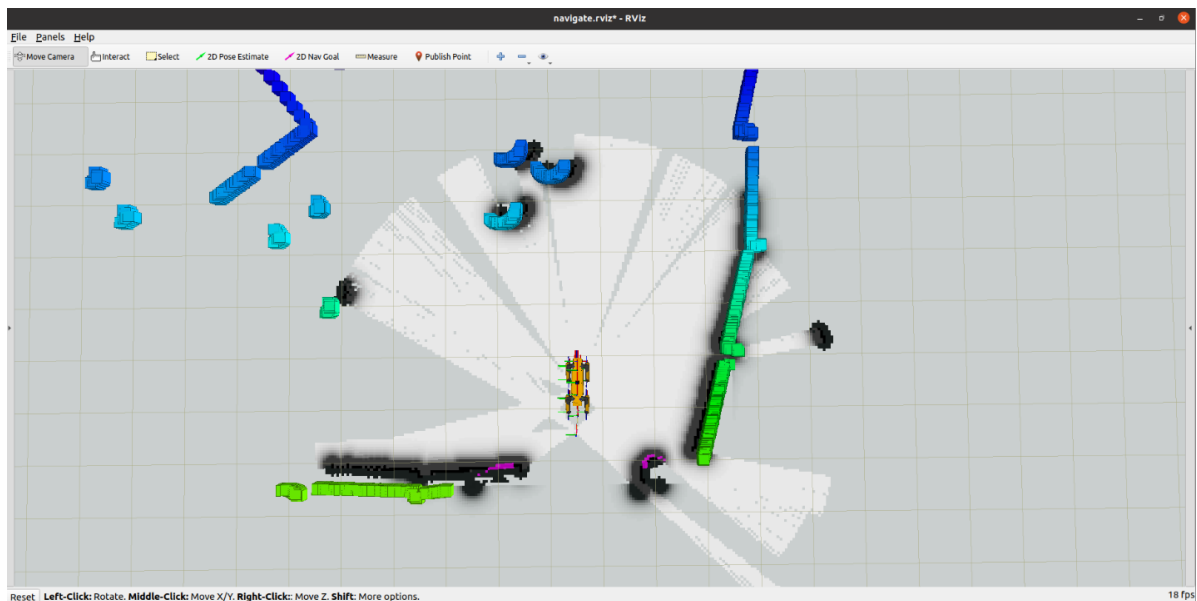 navigate.rviz* - RViz
File Panels Help
Move Camera Interact Select 2D Pose Estimate 2D Nav Goal Measure Publish Point
Reset Left-Click: Rotate. Middle-Click: Move X/Y. Right-Click:: Move Z. Shift: More options. 18 fps